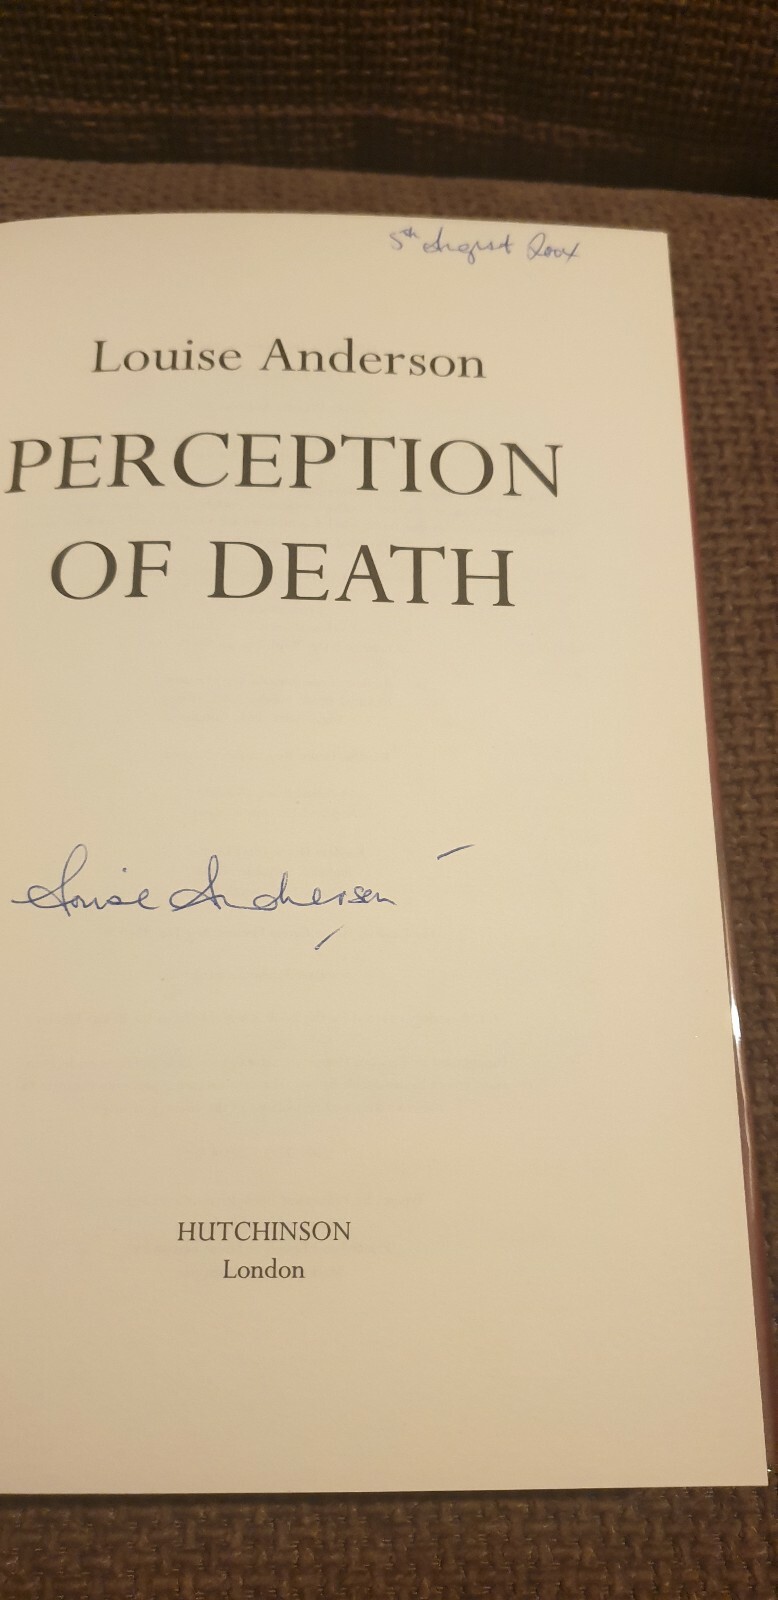 5th August 2004
Louise Anderson
PERCEPTION
OF DEATH
Louise Anderson
HUTCHINSON
London